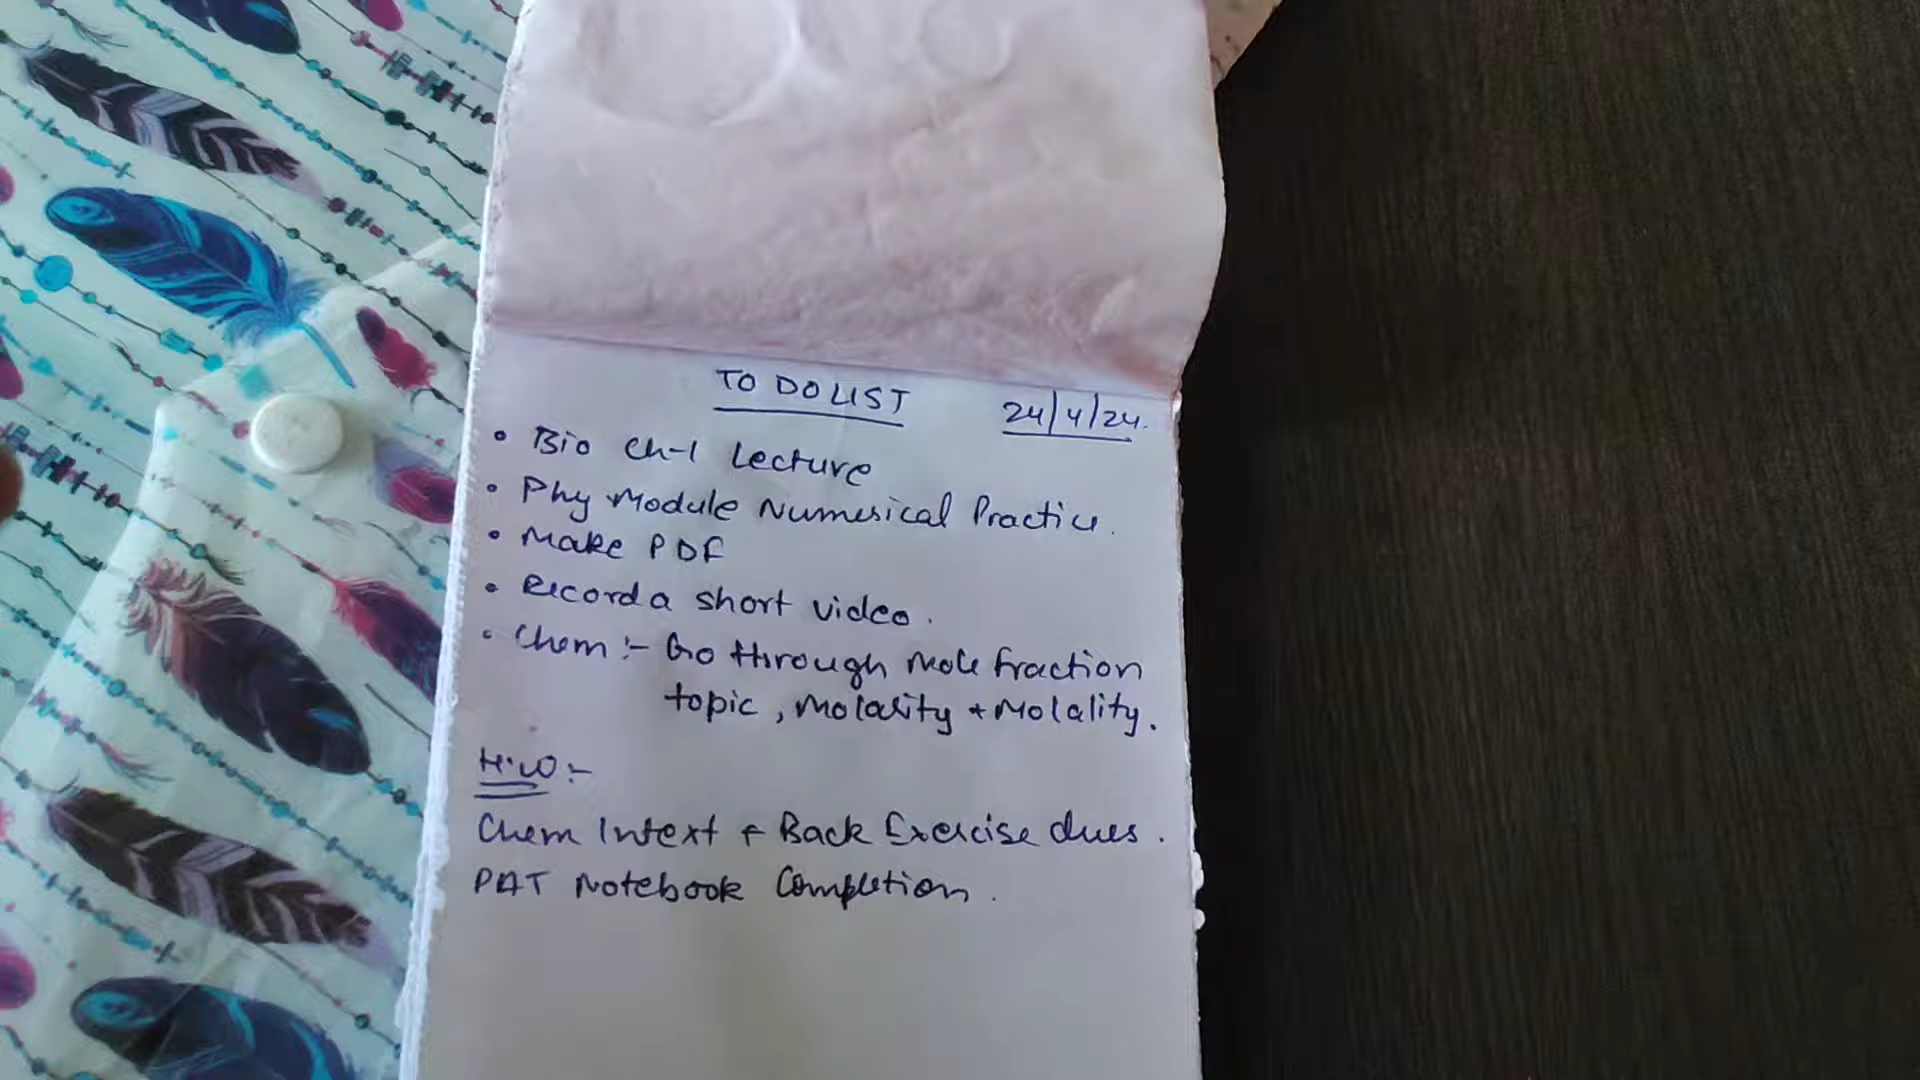 TO DO LIST 24/4/24.
• Bio Ch-1 Lecture
• Phy Module Numerical Practice.
• Make PDF
• Record a short video.
• Chem :- Go through mole fraction
topic, Molarity + Molality.
H.W :-
Chem Intext + Back Exercise dues.
PAT Notebook Completion.